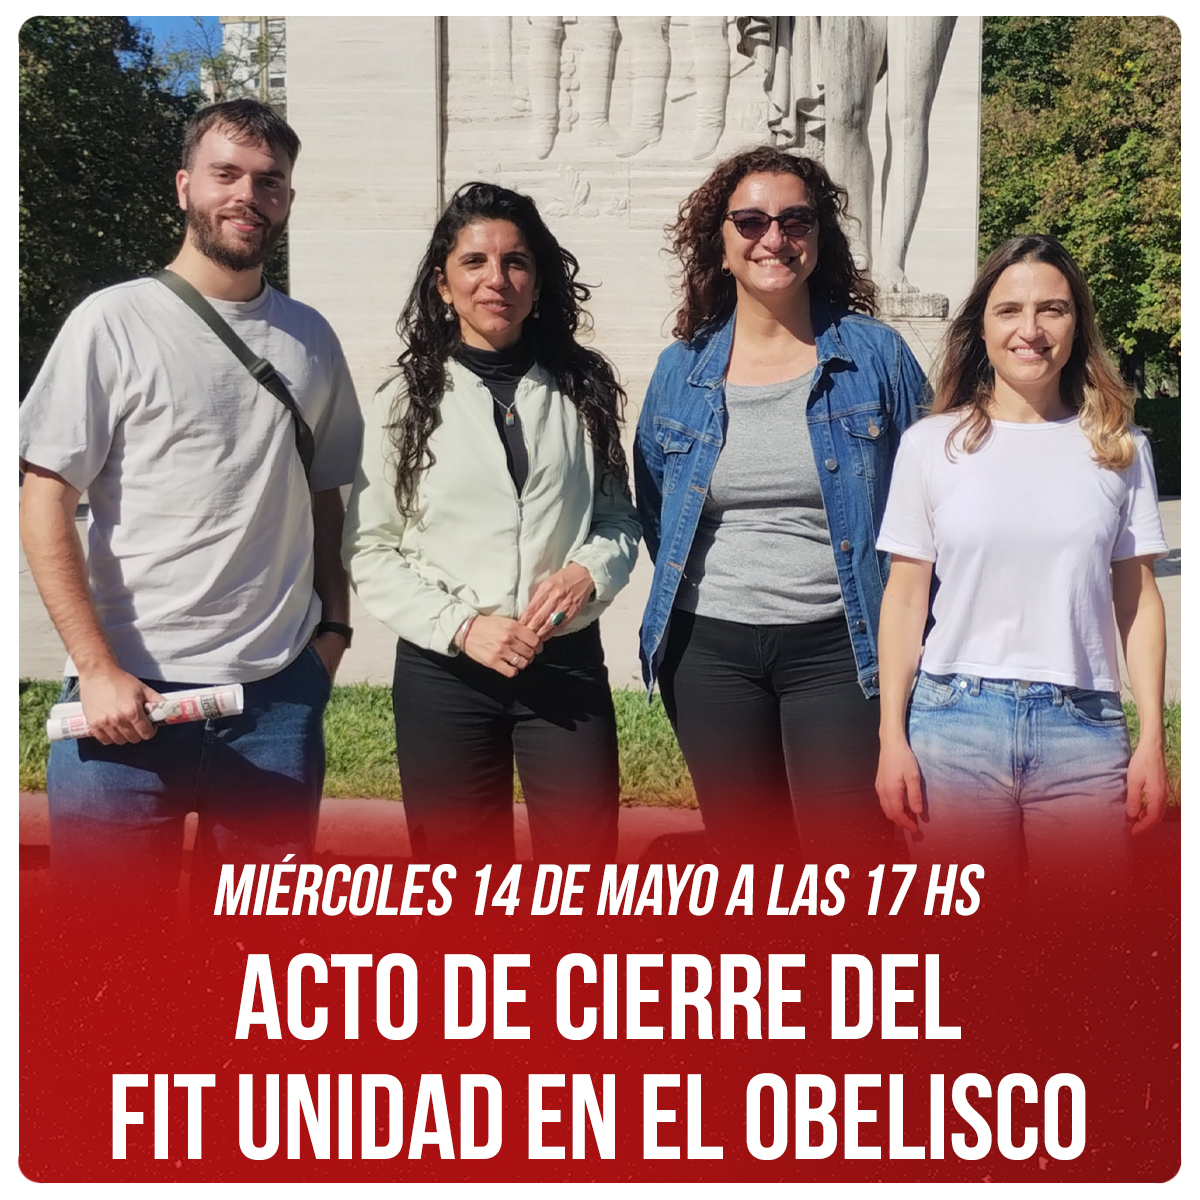 MIÉRCOLES 14 DE MAYO A LAS 17 HS
ACTO DE CIERRE DEL
FIT UNIDAD EN EL OBELISCO